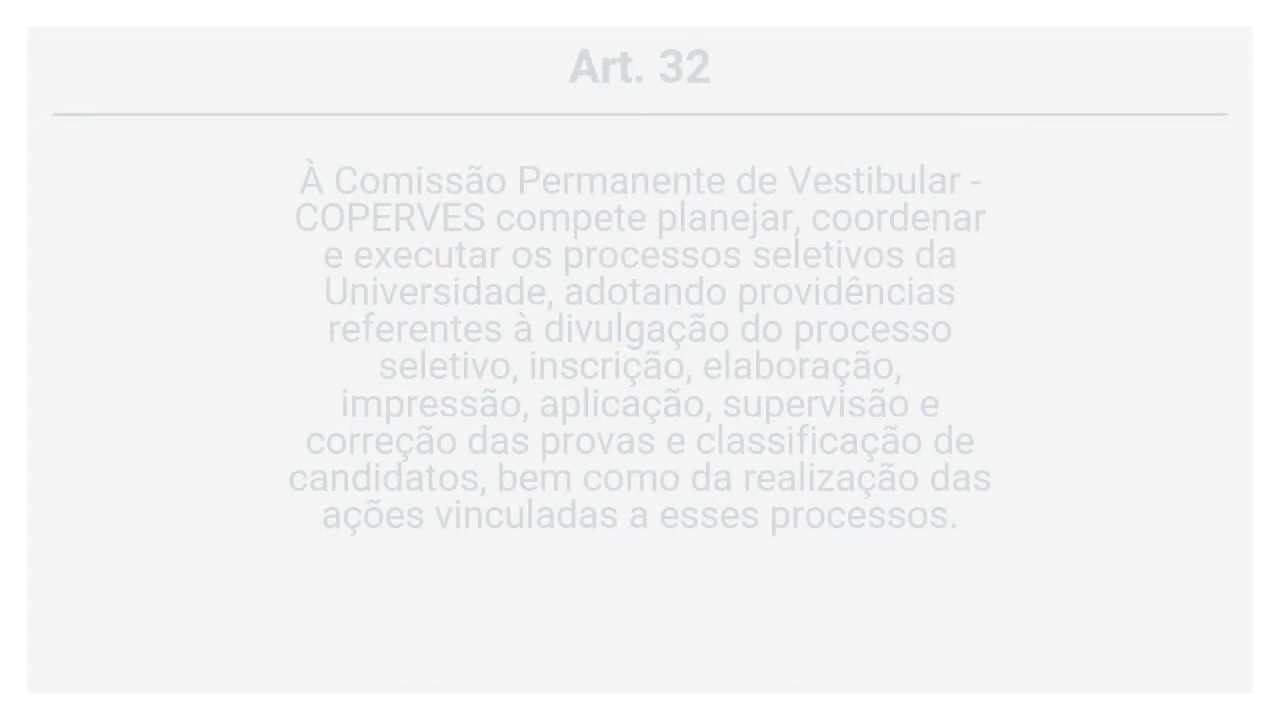 Art. 32
À Comissão Permanente de Vestibular -
COPERVES compete planejar, coordenar
e executar os processos seletivos da
Universidade, adotando providências
referentes à divulgação do processo
seletivo, inscrição, elaboração,
impressão, aplicação, supervisão e
correção das provas e classificação de
candidatos, bem como da realização das
ações vinculadas a esses processos.